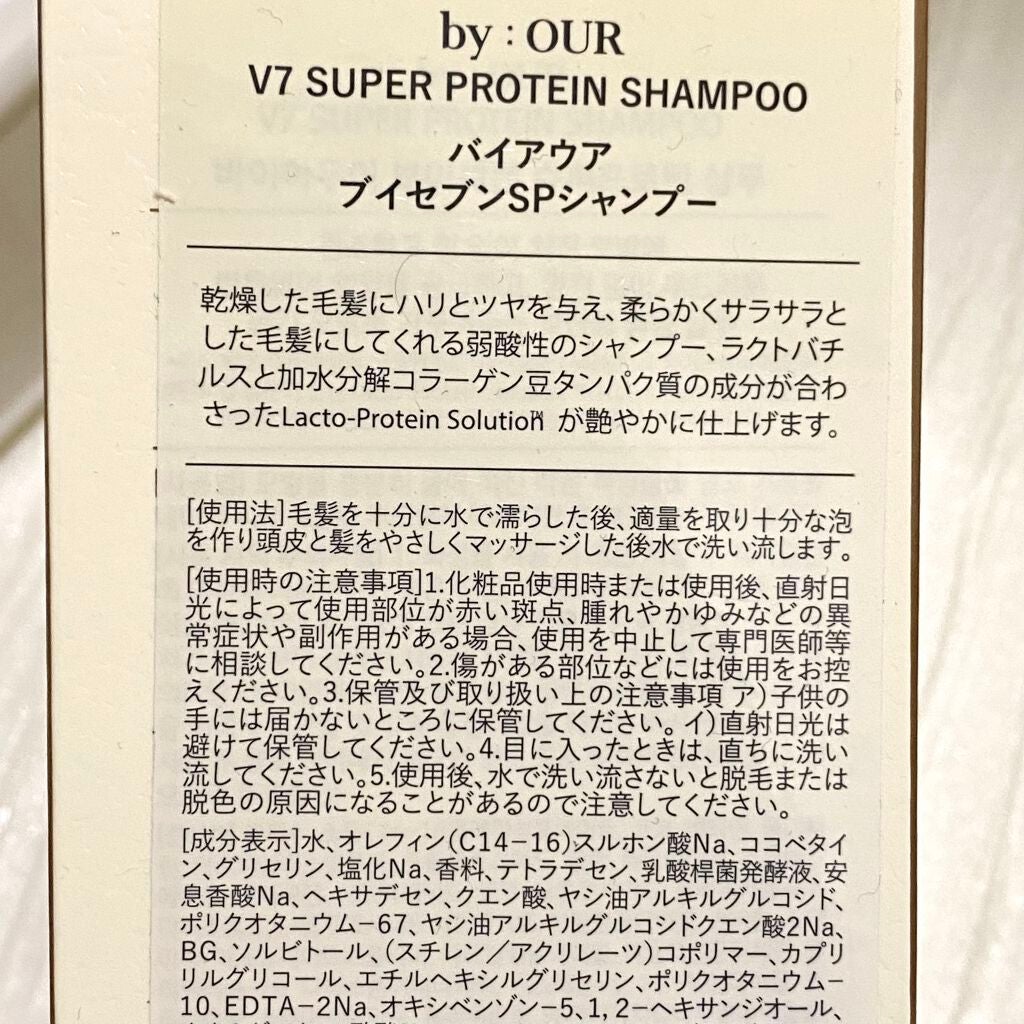 by : OUR
V7 SUPER PROTEIN SHAMPOO
バイアウア
ブイセブンSPシャンプー
乾燥した毛髪にハリとツヤを与え、柔らかくサラサラと
した毛髪にしてくれる弱酸性のシャンプー、ラクトバチ
ルスと加水分解コラーゲン豆タンパク質の成分が合わ
さったLacto-Protein Solution™ が艶やかに仕上げます。
[使用法]毛髪を十分に水で濡らした後、適量を取り十分な泡
を作り頭皮と髪をやさしくマッサージした後水で洗い流します。
[使用時の注意事項]1.化粧品使用時または使用後、直射日
光によって使用部位が赤い斑点、腫れやかゆみなどの異
常症状や副作用がある場合、使用を中止して専門医師等
に相談してください。2.傷がある部位などには使用をお控
えください。3.保管及び取り扱い上の注意事項 ア)子供の
手には届かないところに保管してください。イ)直射日光は
避けて保管してください。4.目に入ったときは、直ちに洗い
流してください。5.使用後、水で洗い流さないと脱毛または
脱色の原因になることがあるので注意してください。
[成分表示]水、オレフィン(C14-16)スルホン酸Na、ココベタイ
ン、グリセリン、塩化Na、香料、テトラデセン、乳酸桿菌発酵液、安
息香酸Na、ヘキサデセン、クエン酸、ヤシ油アルキルグルコシド、
ポリクオタニウム-67、ヤシ油アルキルグルコシドクエン酸2Na、
BG、ソルビトール、(スチレン/アクリレーツ)コポリマー、カプリ
リルグリコール、エチルヘキシルグリセリン、ポリクオタニウム-
10、EDTA-2Na、オキシベンゾン-5、1,2-ヘキサンジオール、